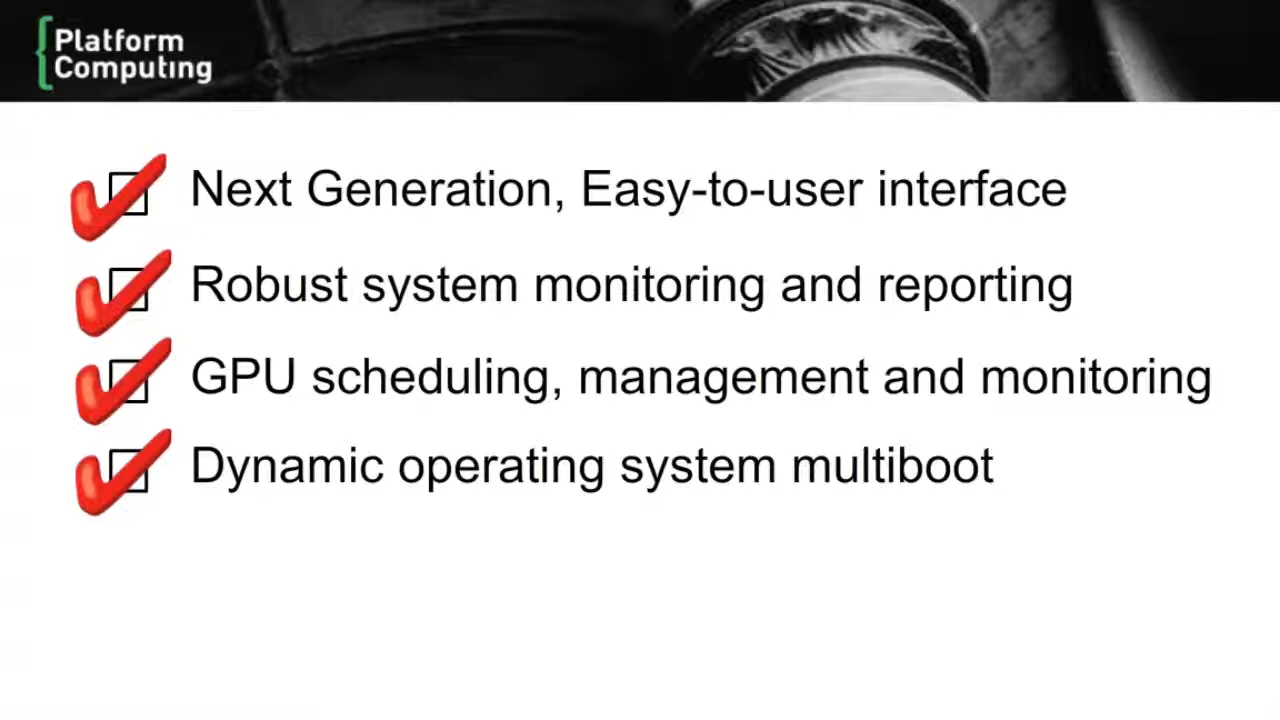 Platform
Computing
Next Generation, Easy-to-user interface
Robust system monitoring and reporting
GPU scheduling, management and monitoring
Dynamic operating system multiboot